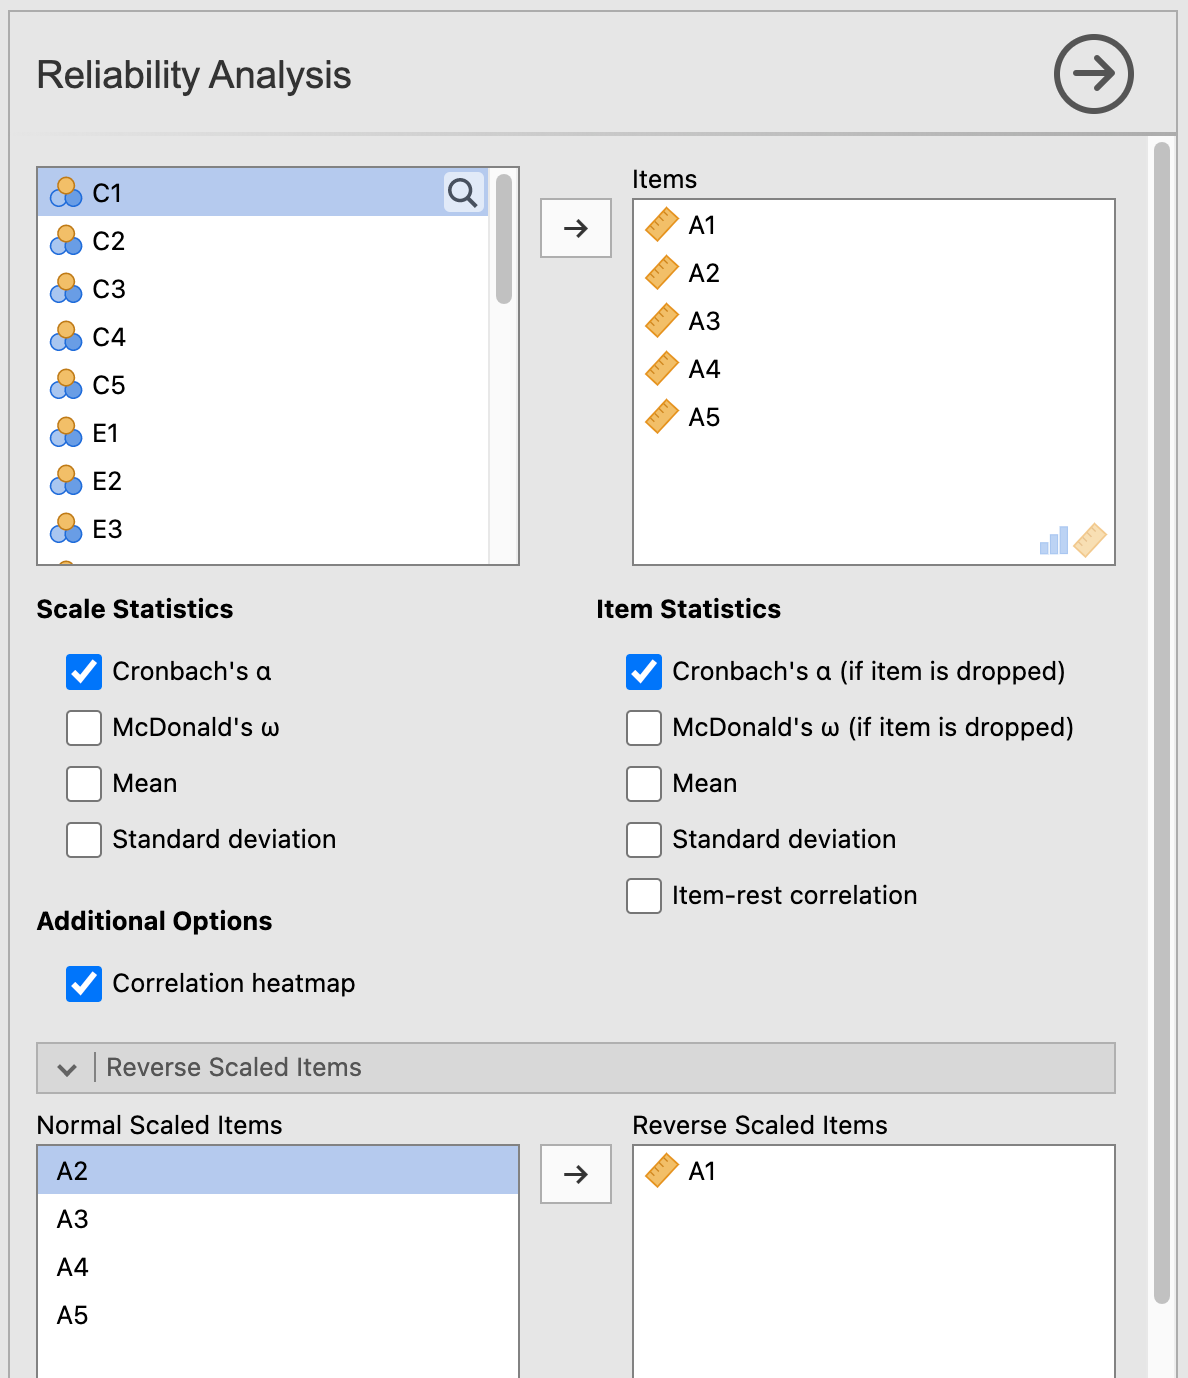 Reliability Analysis
C1
C2
C3
C4
C5
E1
E2
E3
Items
A1
A2
A3
A4
A5
Scale Statistics
Cronbach's α
McDonald's ω
Mean
Standard deviation
Item Statistics
Cronbach's α (if item is dropped)
McDonald's ω (if item is dropped)
Mean
Standard deviation
Item-rest correlation
Additional Options
Correlation heatmap
Reverse Scaled Items
Normal Scaled Items
A2
A3
A4
A5
Reverse Scaled Items
A1